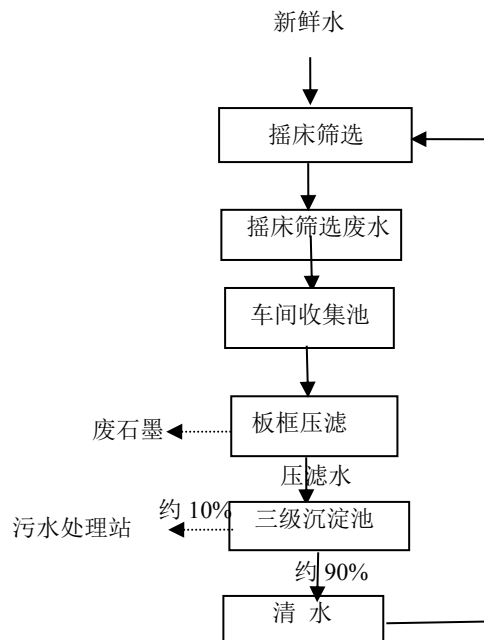 新鲜水
摇床筛选
摇床筛选废水
车间收集池
板框压滤
废石墨
压滤水
约 10%
三级沉淀池
污水处理站
约 90%
清 水